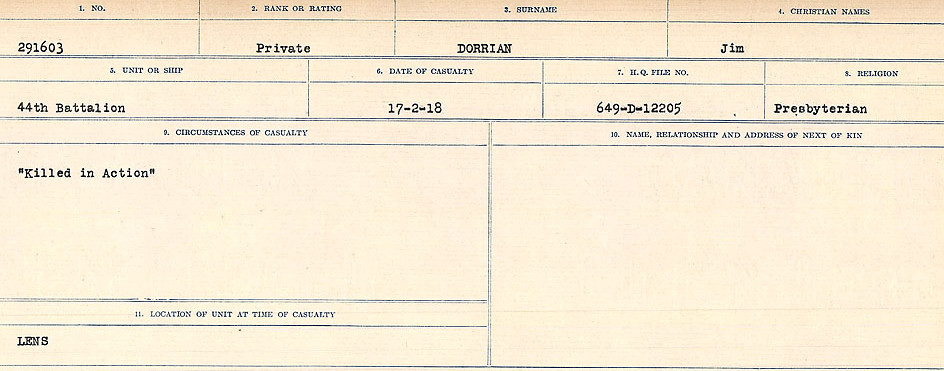 1. NO. 2. RANK OR RATING 3. SURNAME 4. CHRISTIAN NAMES
291603 Private DORRIAN Jim
5. UNIT OR SHIP 6. DATE OF CASUALTY 7. H.Q. FILE NO. 8. RELIGION
44th Battalion 17-2-18 649-D-12205 Presbyterian
9. CIRCUMSTANCES OF CASUALTY 10. NAME, RELATIONSHIP AND ADDRESS OF NEXT OF KIN
"Killed in Action"
11. LOCATION OF UNIT AT TIME OF CASUALTY
LENS